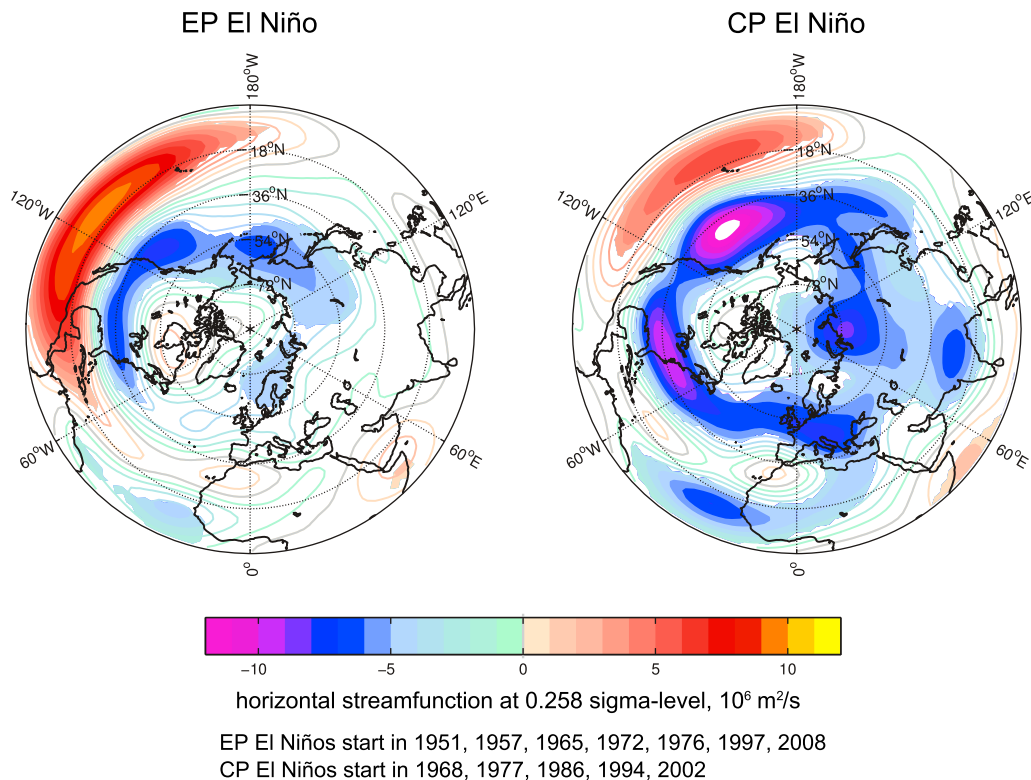 EP El Niño
CP El Niño
180°W
18°N
36°N
54°N
72°N
120°W
120°E
60°W
60°E
0°
180°W
18°N
36°N
54°N
72°N
120°W
120°E
60°W
60°E
0°
−10
−5
0
5
10
horizontal streamfunction at 0.258 sigma-level, 10⁶ m²/s
EP El Niños start in 1951, 1957, 1965, 1972, 1976, 1997, 2008
CP El Niños start in 1968, 1977, 1986, 1994, 2002